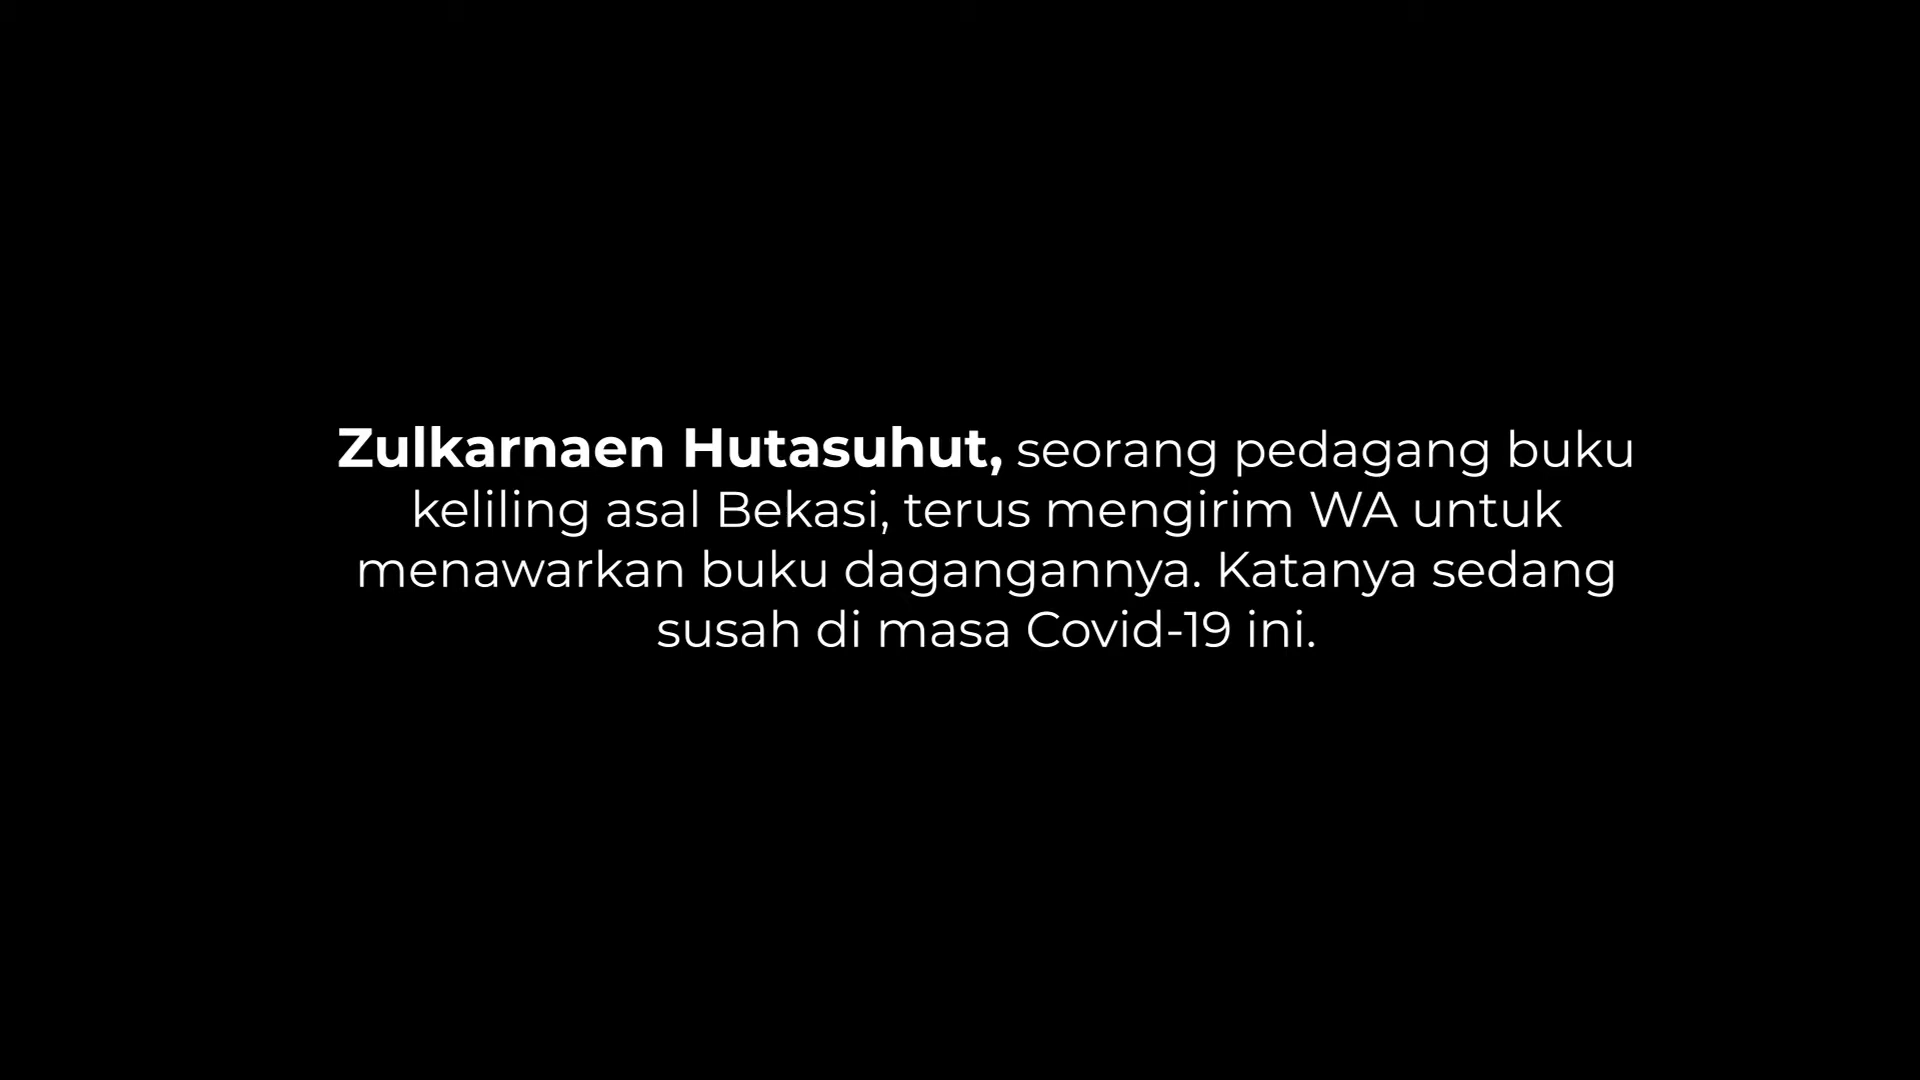 Zulkarnaen Hutasuhut, seorang pedagang buku
keliling asal Bekasi, terus mengirim WA untuk
menawarkan buku dagangannya. Katanya sedang
susah di masa Covid-19 ini.